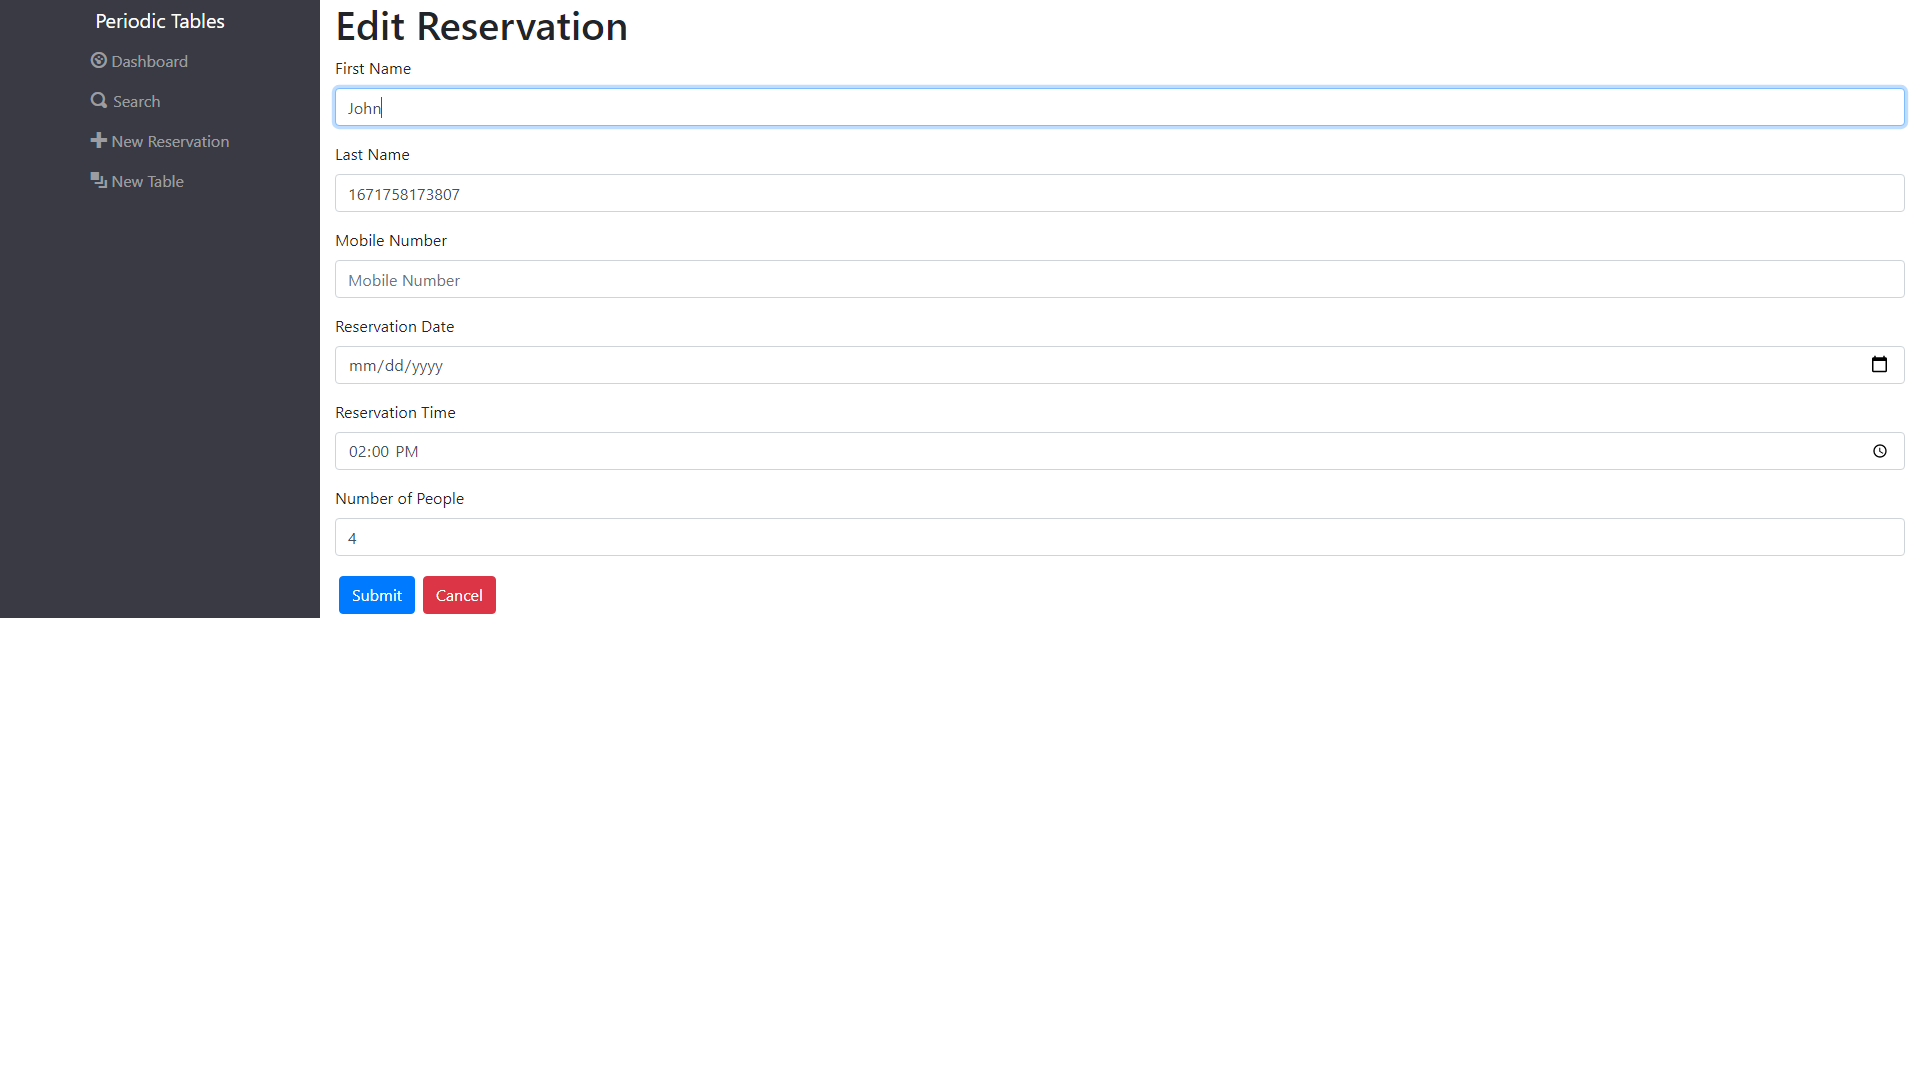 Periodic Tables
Dashboard
Search
New Reservation
New Table
Edit Reservation
First Name
John
Last Name
1671758173807
Mobile Number
Mobile Number
Reservation Date
mm/dd/yyyy
Reservation Time
02:00 PM
Number of People
4
Submit Cancel